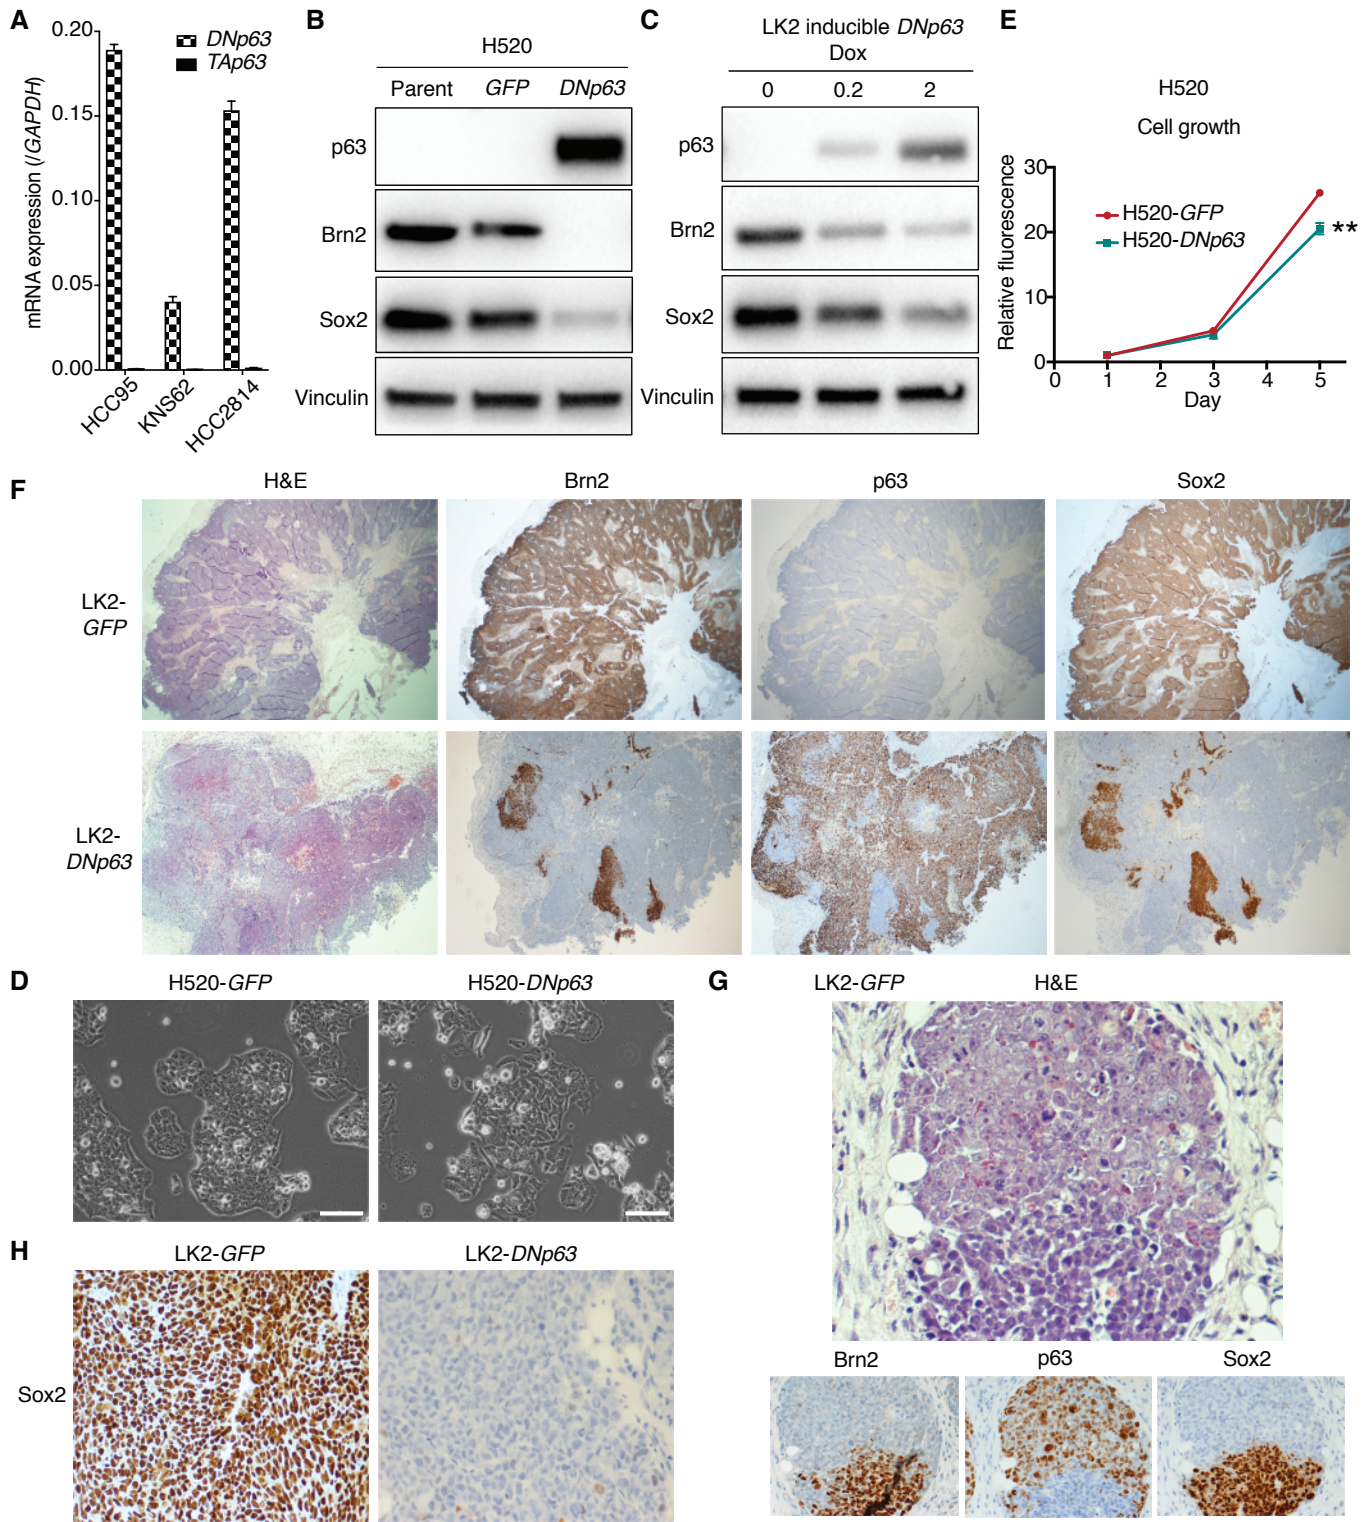 A
mRNA expression (/GAPDH)
0.20
0.15
0.10
0.05
0.00
DNp63
TAp63
HCC95
KNS62
HCC2814
B
H520
Parent GFP DNp63
p63
Brn2
Sox2
Vinculin
C
LK2 inducible DNp63
Dox
0 0.2 2
p63
Brn2
Sox2
Vinculin
E
H520
Cell growth
Relative fluorescence
30
20
10
0
H520-GFP
H520-DNp63
**
0 1 2 3 4 5
Day
F
H&E Brn2 p63 Sox2
LK2-
GFP
LK2-
DNp63
D
H520-GFP H520-DNp63
G
LK2-GFP H&E
Brn2 p63 Sox2
H
LK2-GFP LK2-DNp63
Sox2